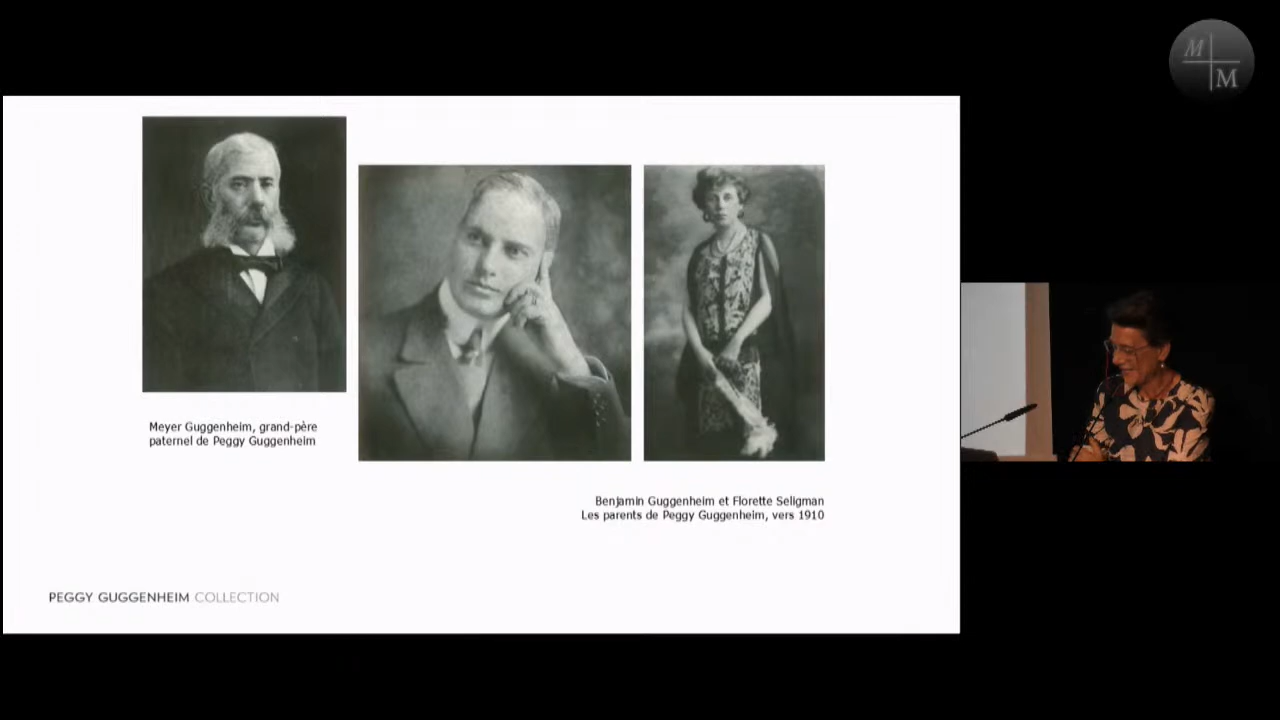 M
M
Meyer Guggenheim, grand-père
paternel de Peggy Guggenheim
Benjamin Guggenheim et Florette Seligman
Les parents de Peggy Guggenheim, vers 1910
PEGGY GUGGENHEIM COLLECTION